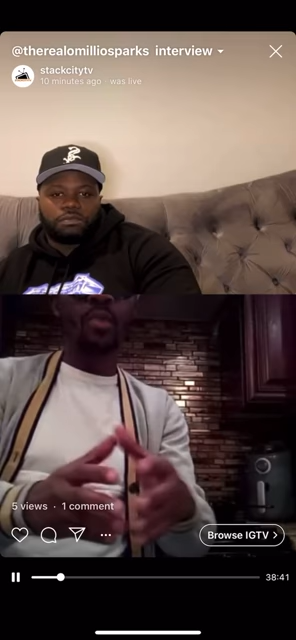 @therealomilliosparks interview
stackcitytv
10 minutes ago · was live
5 views · 1 comment
Browse IGTV >
38:41